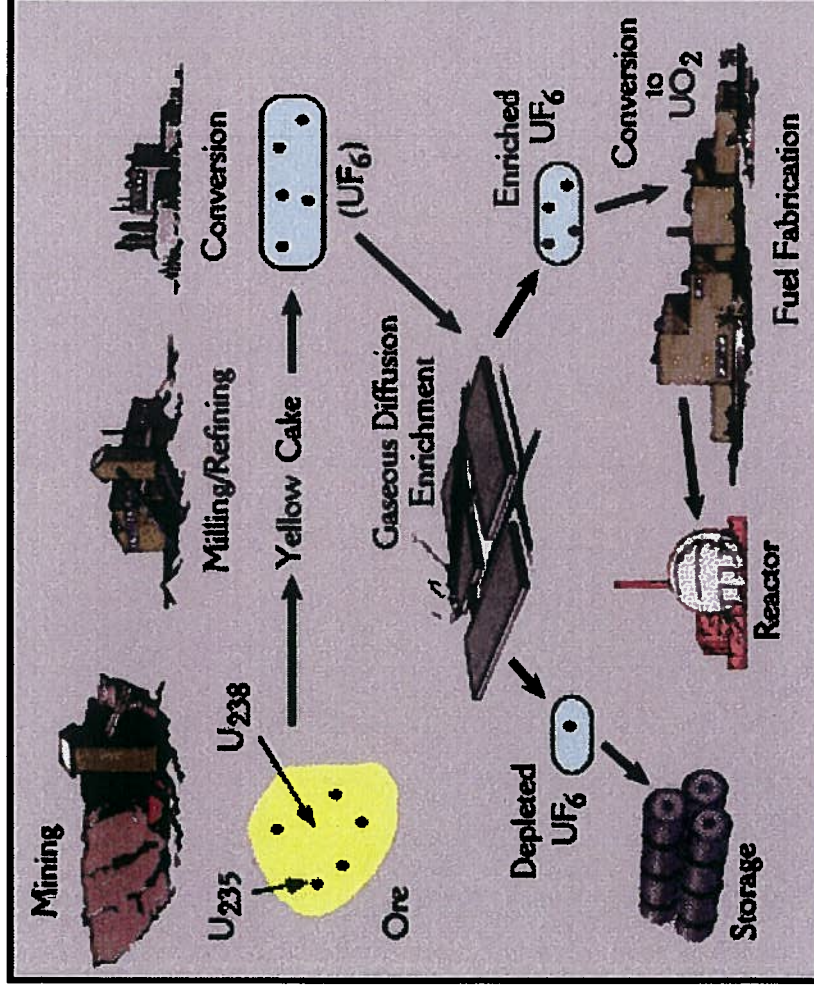 Mining
Milling/Refining
Conversion
U235
U238
Ore
Yellow Cake
(UF6)
Gaseous Diffusion
Enrichment
Depleted
UF6
Enriched
UF6
Storage
Reactor
Conversion
to
UO2
Fuel Fabrication